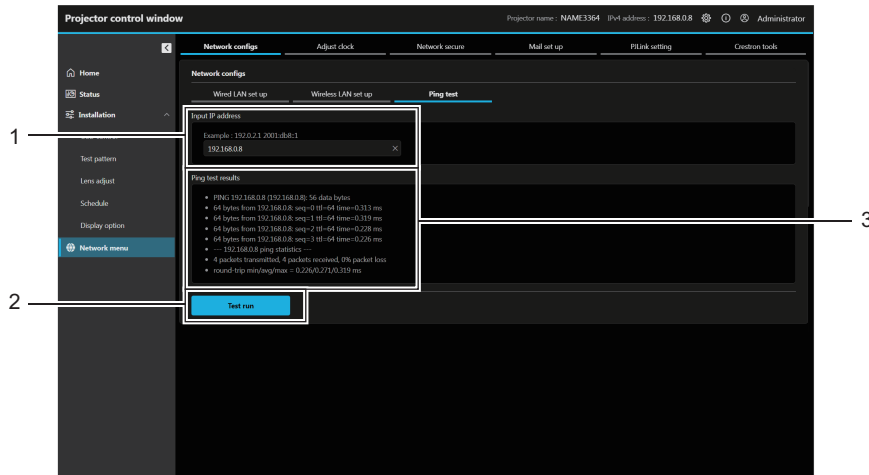 Projector control window
Projector name : NAME3364 IPv4 address : 192.168.0.8 Administrator
Network configs Adjust clock Network secure Mail set up PJLink setting Crestron tools
Home
Status
Installation
Test pattern
Lens adjust
Schedule
Display option
Network menu
Network configs
Wired LAN set up Wireless LAN set up Ping test
1
Input IP address
Example : 192.0.2.1 2001:db8::1
192.168.0.8
Ping test results
PING 192.168.0.8 (192.168.0.8): 56 data bytes
64 bytes from 192.168.0.8: seq=0 ttl=64 time=0.313 ms
64 bytes from 192.168.0.8: seq=1 ttl=64 time=0.319 ms
64 bytes from 192.168.0.8: seq=2 ttl=64 time=0.228 ms
64 bytes from 192.168.0.8: seq=3 ttl=64 time=0.226 ms
--- 192.168.0.8 ping statistics ---
4 packets transmitted, 4 packets received, 0% packet loss
round-trip min/avg/max = 0.226/0.271/0.319 ms
3
2
Test run